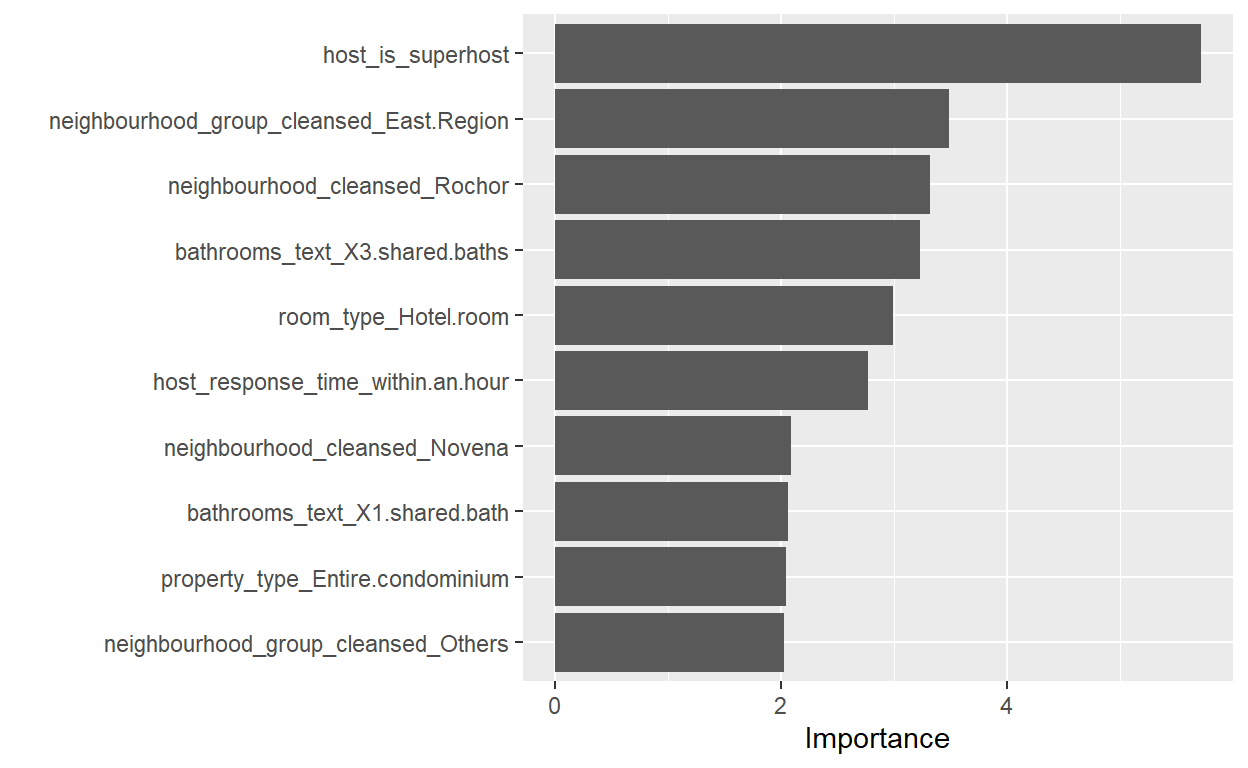 host_is_superhost
neighbourhood_group_cleansed_East.Region
neighbourhood_cleansed_Rochor
bathrooms_text_X3.shared.baths
room_type_Hotel.room
host_response_time_within.an.hour
neighbourhood_cleansed_Novena
bathrooms_text_X1.shared.bath
property_type_Entire.condominium
neighbourhood_group_cleansed_Others
0 2 4
Importance